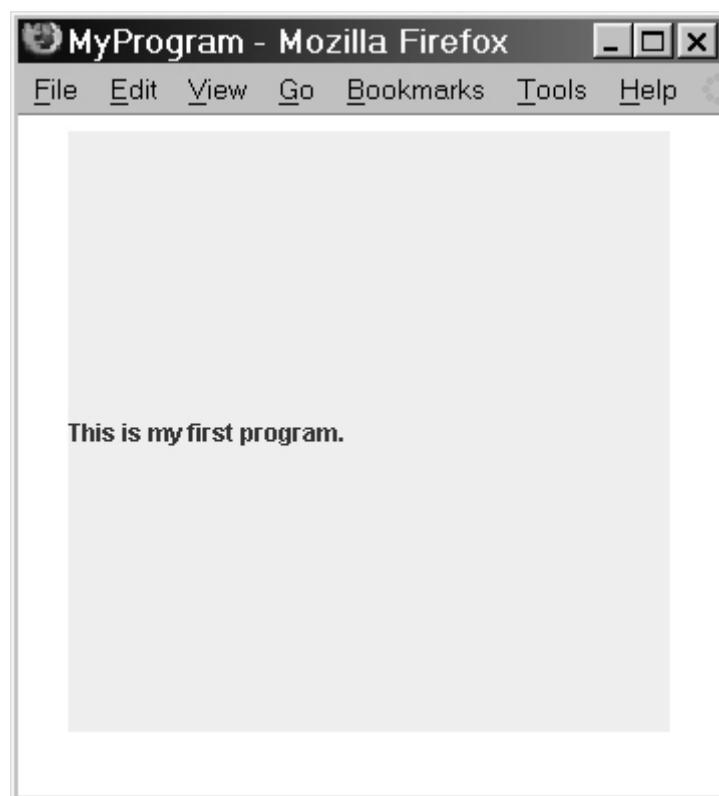 MyProgram - Mozilla Firefox
File Edit View Go Bookmarks Tools Help
This is my first program.